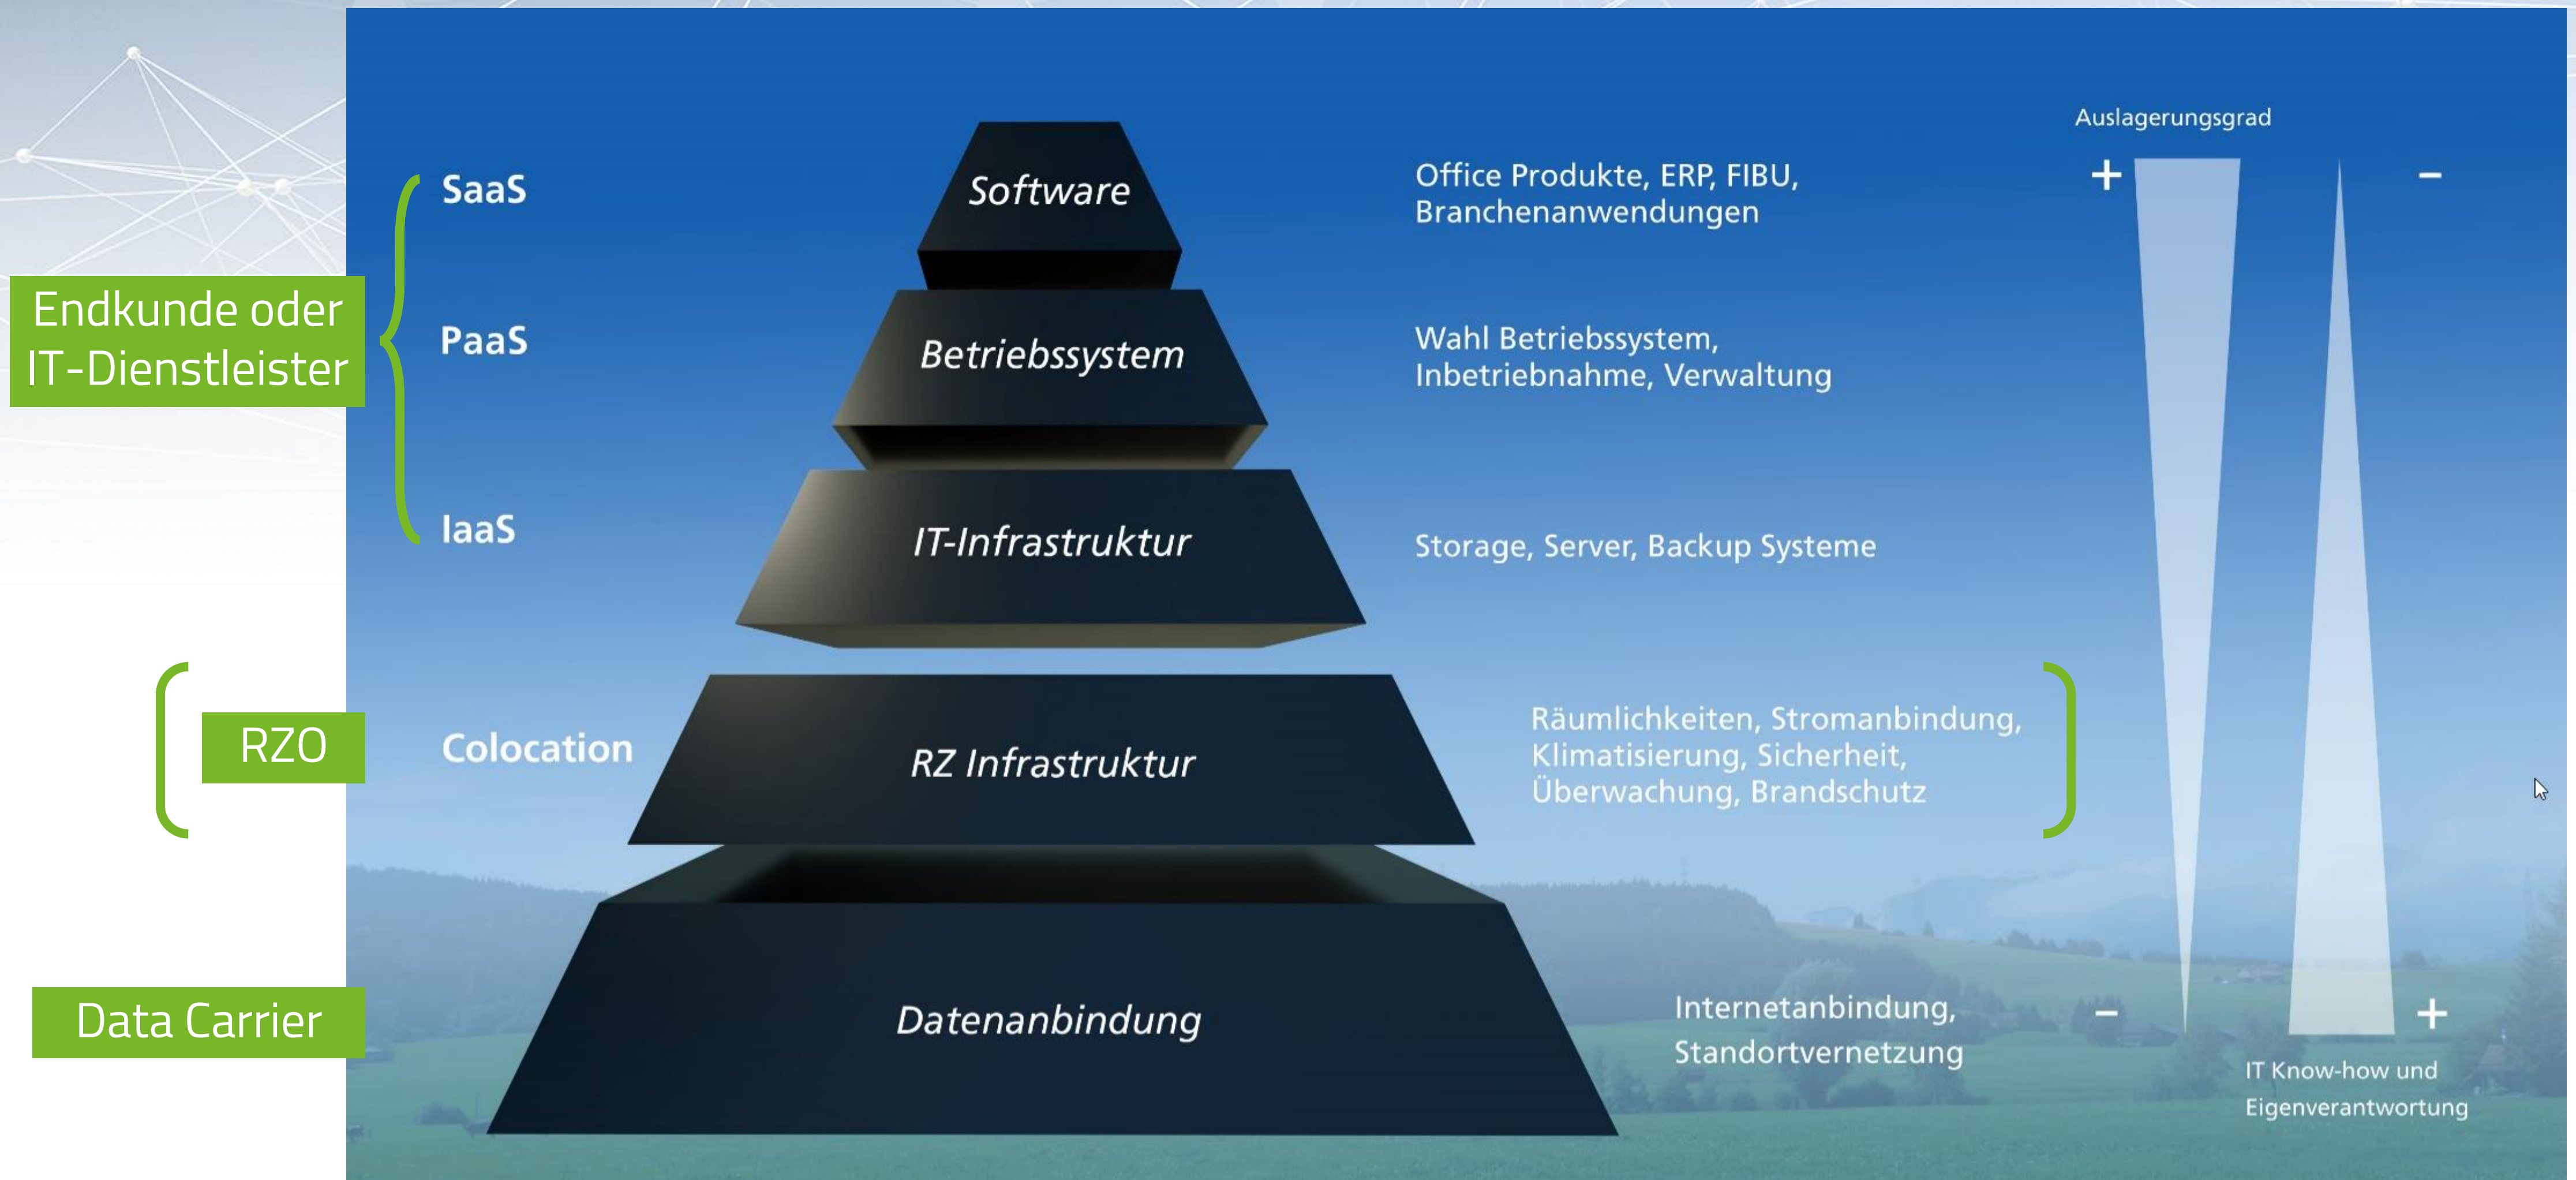 Auslagerungsgrad
+
–
SaaS
Software
Office Produkte, ERP, FIBU,
Branchenanwendungen
Endkunde oder
IT-Dienstleister
PaaS
Betriebssystem
Wahl Betriebssystem,
Inbetriebnahme, Verwaltung
IaaS
IT-Infrastruktur
Storage, Server, Backup Systeme
RZO
Colocation
RZ Infrastruktur
Räumlichkeiten, Stromanbindung,
Klimatisierung, Sicherheit,
Überwachung, Brandschutz
Data Carrier
Datenanbindung
Internetanbindung,
Standortvernetzung
–
+
IT Know-how und
Eigenverantwortung